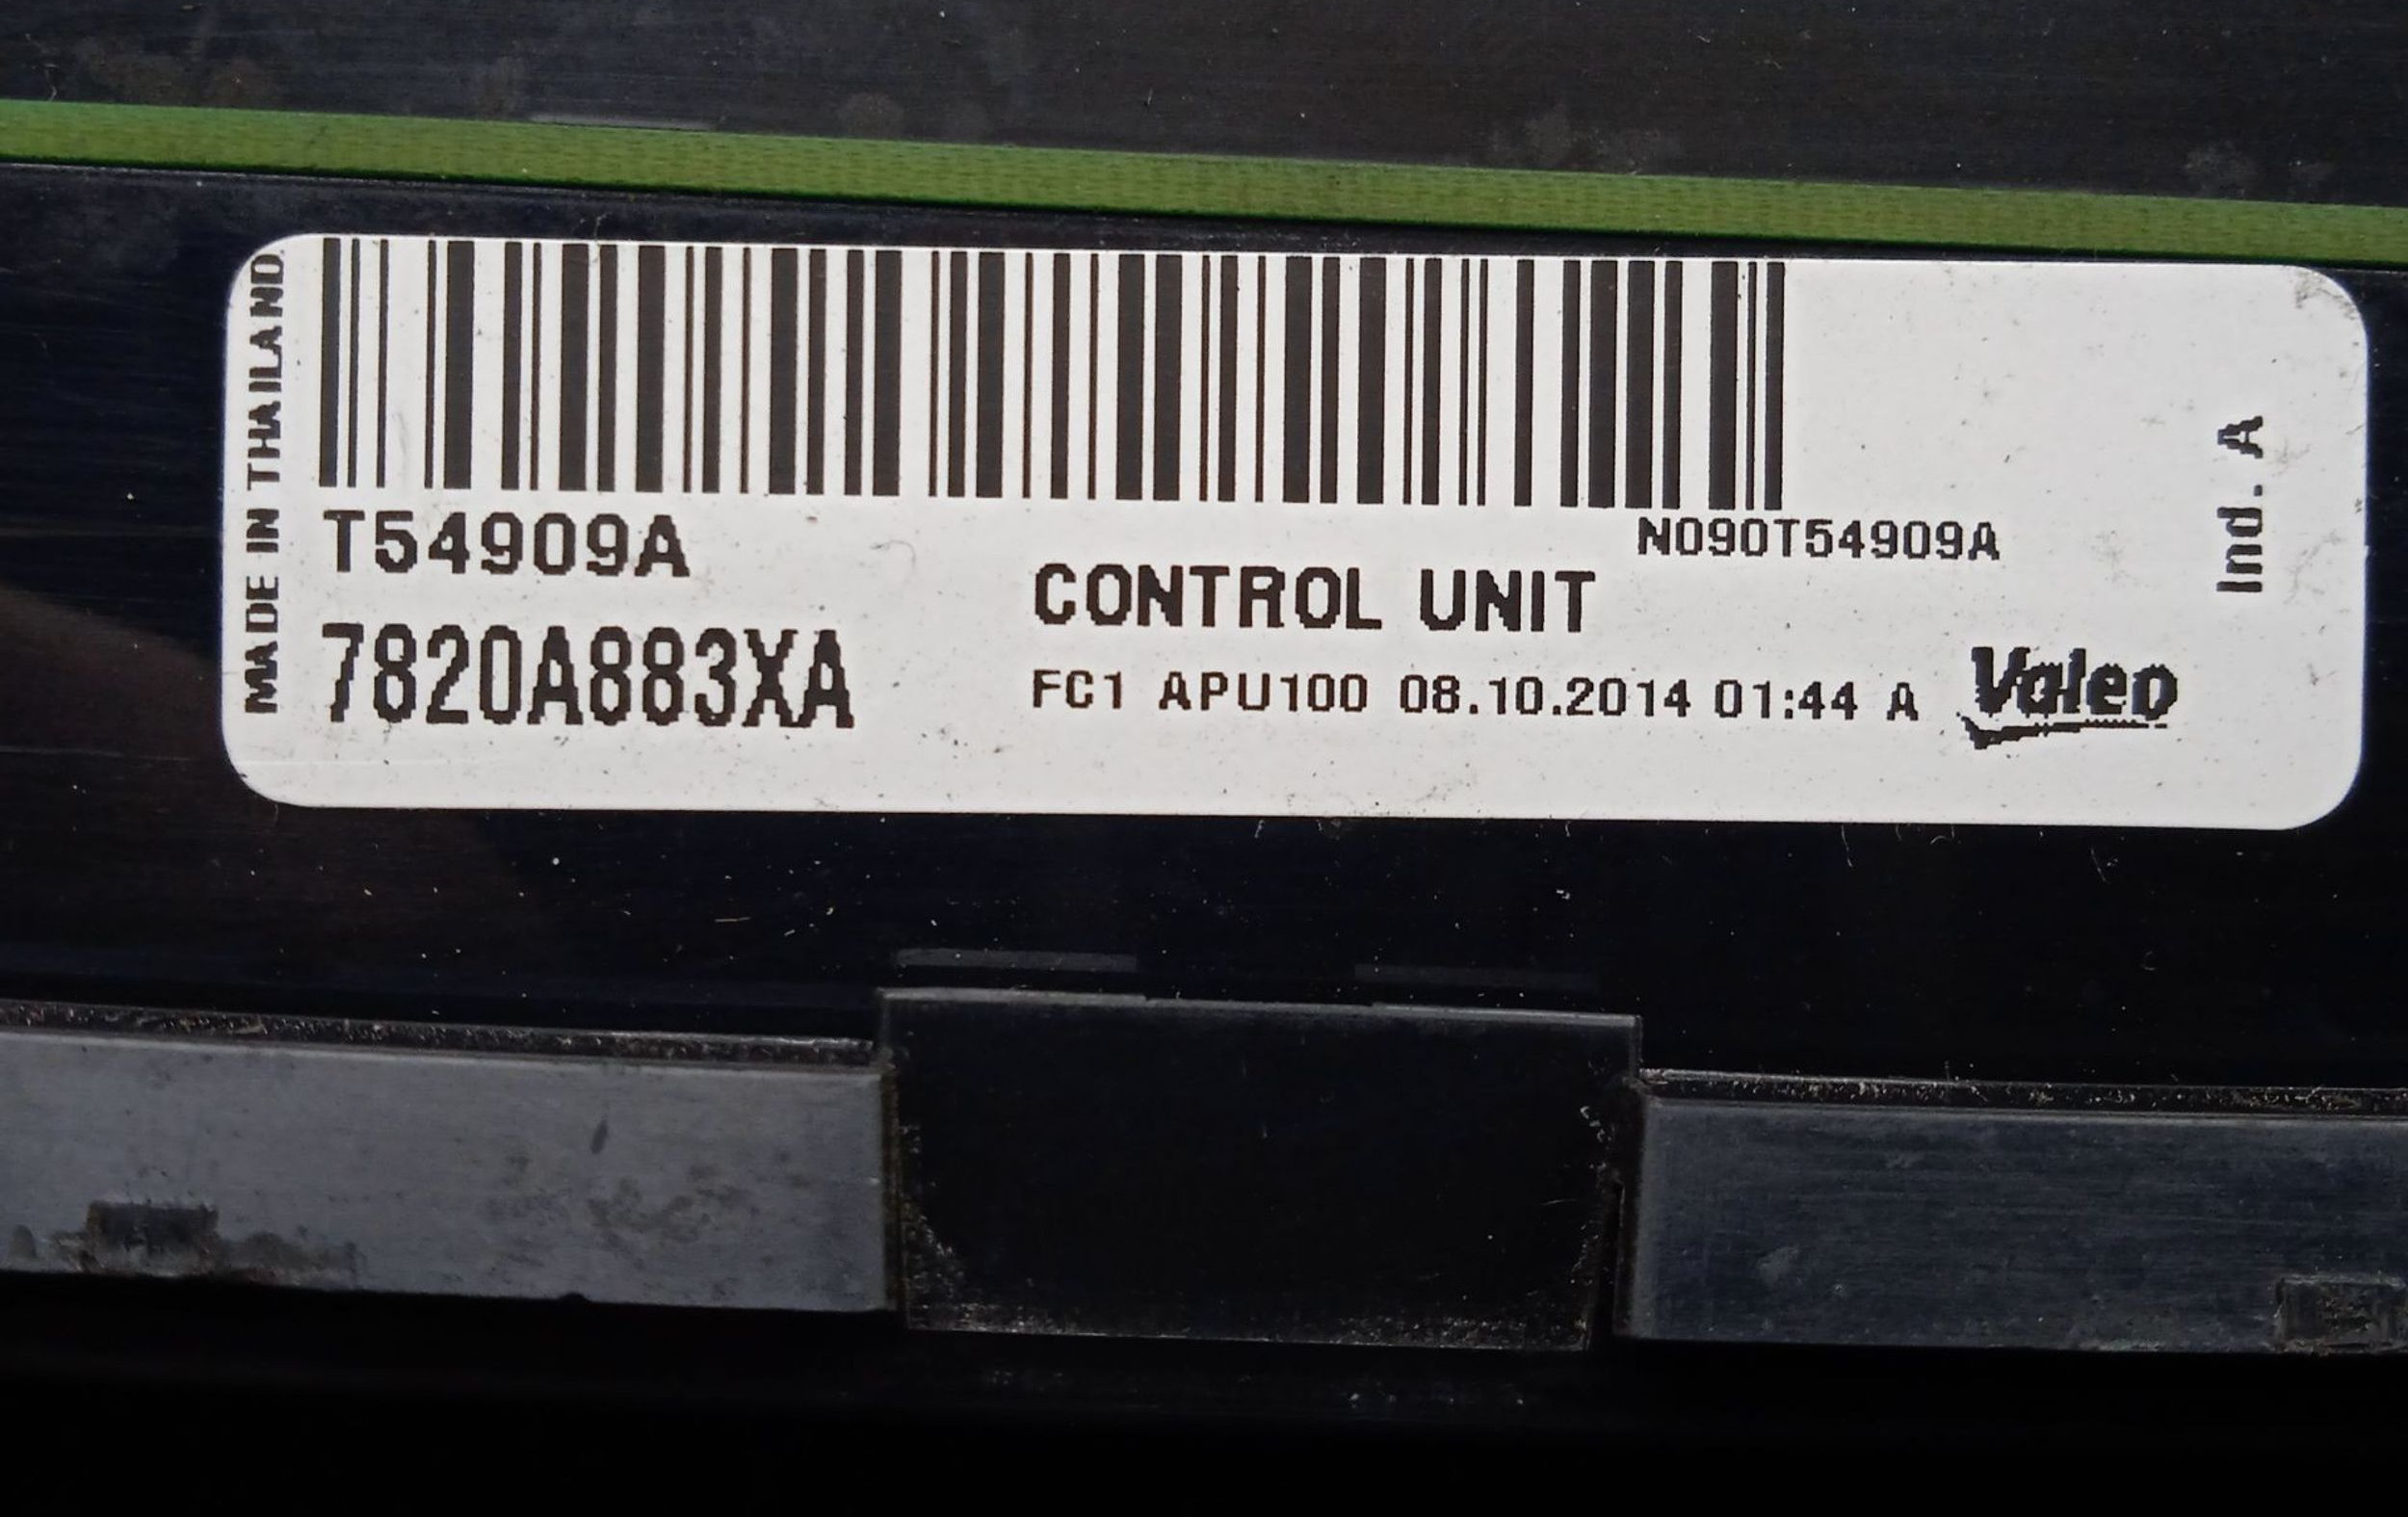 MADE IN THAILAND
T54909A
N090T54909A
CONTROL UNIT
7820A883XA
FC1 APU100 08.10.2014 01:44 A
Valeo
Ind. A